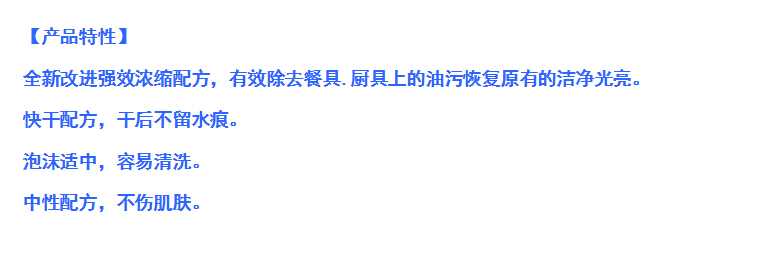 【产品特性】
全新改进强效浓缩配方，有效除去餐具.厨具上的油污恢复原有的洁净光亮。
快干配方，干后不留水痕。
泡沫适中，容易清洗。
中性配方，不伤肌肤。